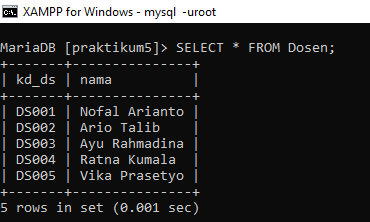 XAMPP for Windows - mysql -uroot
MariaDB [praktikum5]> SELECT * FROM Dosen;
+-------+---------------+
| kd_ds | nama          |
+-------+---------------+
| DS001 | Nofal Arianto |
| DS002 | Ario Talib    |
| DS003 | Ayu Rahmadina |
| DS004 | Ratna Kumala  |
| DS005 | Vika Prasetyo |
+-------+---------------+
5 rows in set (0.001 sec)